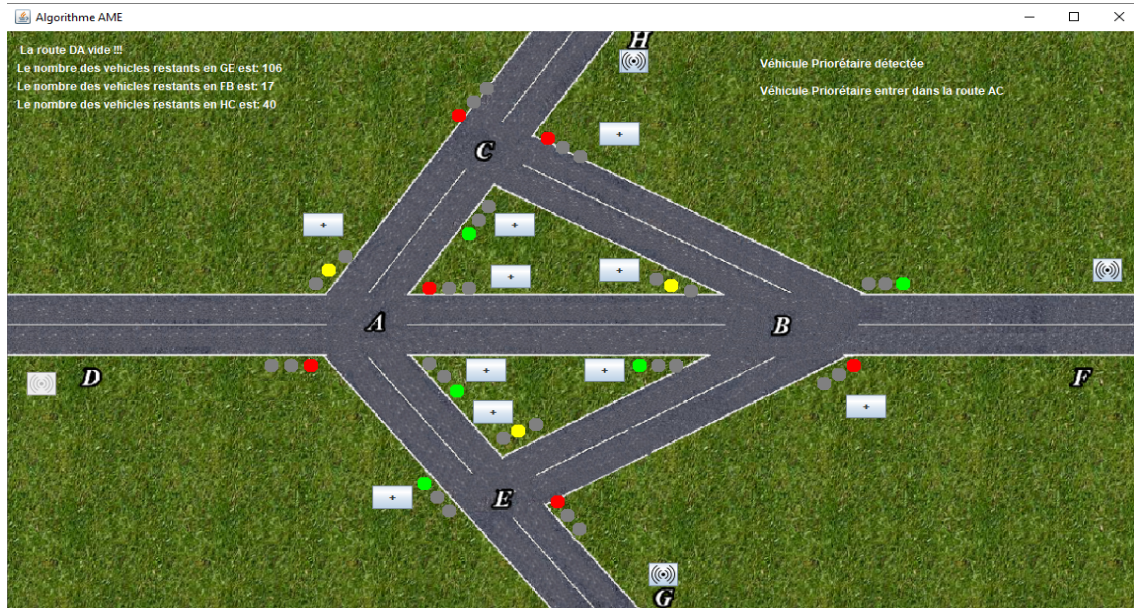 Algorithme AME
La route DA vide !!!
Le nombre des vehicles restants en GE est: 106
Le nombre des vehicles restants en FB est: 17
Le nombre des vehicles restants en HC est: 40
Véhicule Prioretaire détectée
Véhicule Prioretaire entrer dans la route AC
H
+
C
+
+
+
+
A
B
+
+
D
F
+
+
+
E
G